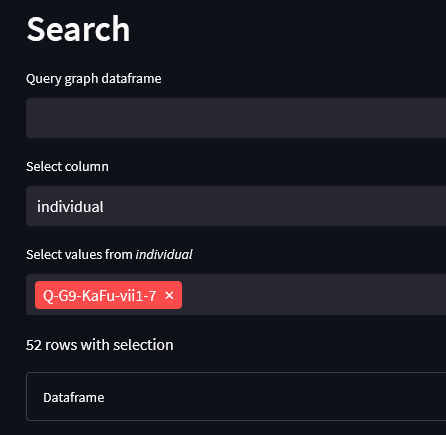 Search
Query graph dataframe
Select column
individual
Select values from individual
Q-G9-KaFu-vii1-7 ×
52 rows with selection
Dataframe